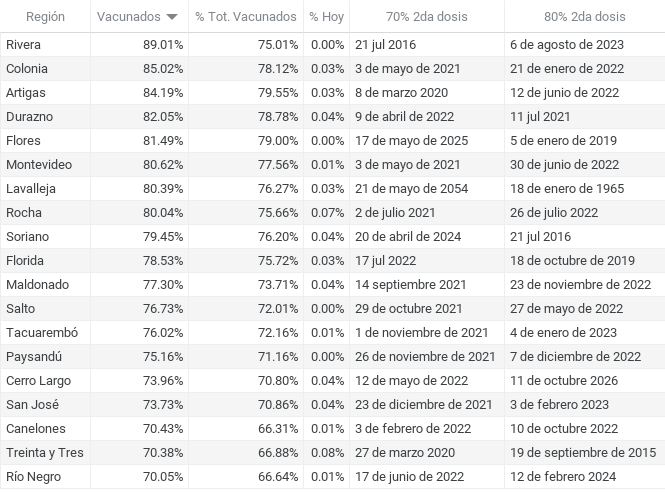 Región Vacunados % Tot. Vacunados % Hoy 70% 2da dosis 80% 2da dosis
Rivera 89.01% 75.01% 0.00% 21 jul 2016 6 de agosto de 2023
Colonia 85.02% 78.12% 0.03% 3 de mayo de 2021 21 de enero de 2022
Artigas 84.19% 79.55% 0.03% 8 de marzo 2020 12 de junio de 2022
Durazno 82.05% 78.78% 0.04% 9 de abril de 2022 11 jul 2021
Flores 81.49% 79.00% 0.00% 17 de mayo de 2025 5 de enero de 2019
Montevideo 80.62% 77.56% 0.01% 3 de mayo de 2021 30 de junio de 2022
Lavalleja 80.39% 76.27% 0.03% 21 de mayo de 2054 18 de enero de 1965
Rocha 80.04% 75.66% 0.07% 2 de julio 2021 26 de julio 2022
Soriano 79.45% 76.20% 0.04% 20 de abril de 2024 21 jul 2016
Florida 78.53% 75.72% 0.03% 17 jul 2022 18 de octubre de 2019
Maldonado 77.30% 73.71% 0.04% 14 septiembre 2021 23 de noviembre de 2022
Salto 76.73% 72.01% 0.00% 29 de octubre 2021 27 de mayo de 2022
Tacuarembó 76.02% 72.16% 0.01% 1 de noviembre de 2021 4 de enero de 2023
Paysandú 75.16% 71.16% 0.00% 26 de noviembre de 2021 7 de diciembre de 2022
Cerro Largo 73.96% 70.80% 0.04% 12 de mayo de 2022 11 de octubre 2026
San José 73.73% 70.86% 0.04% 23 de diciembre de 2021 3 de febrero 2023
Canelones 70.43% 66.31% 0.01% 3 de febrero de 2022 10 de octubre de 2022
Treinta y Tres 70.38% 66.88% 0.08% 27 de marzo 2020 19 de septiembre de 2015
Río Negro 70.05% 66.64% 0.01% 17 de junio de 2022 12 de febrero 2024